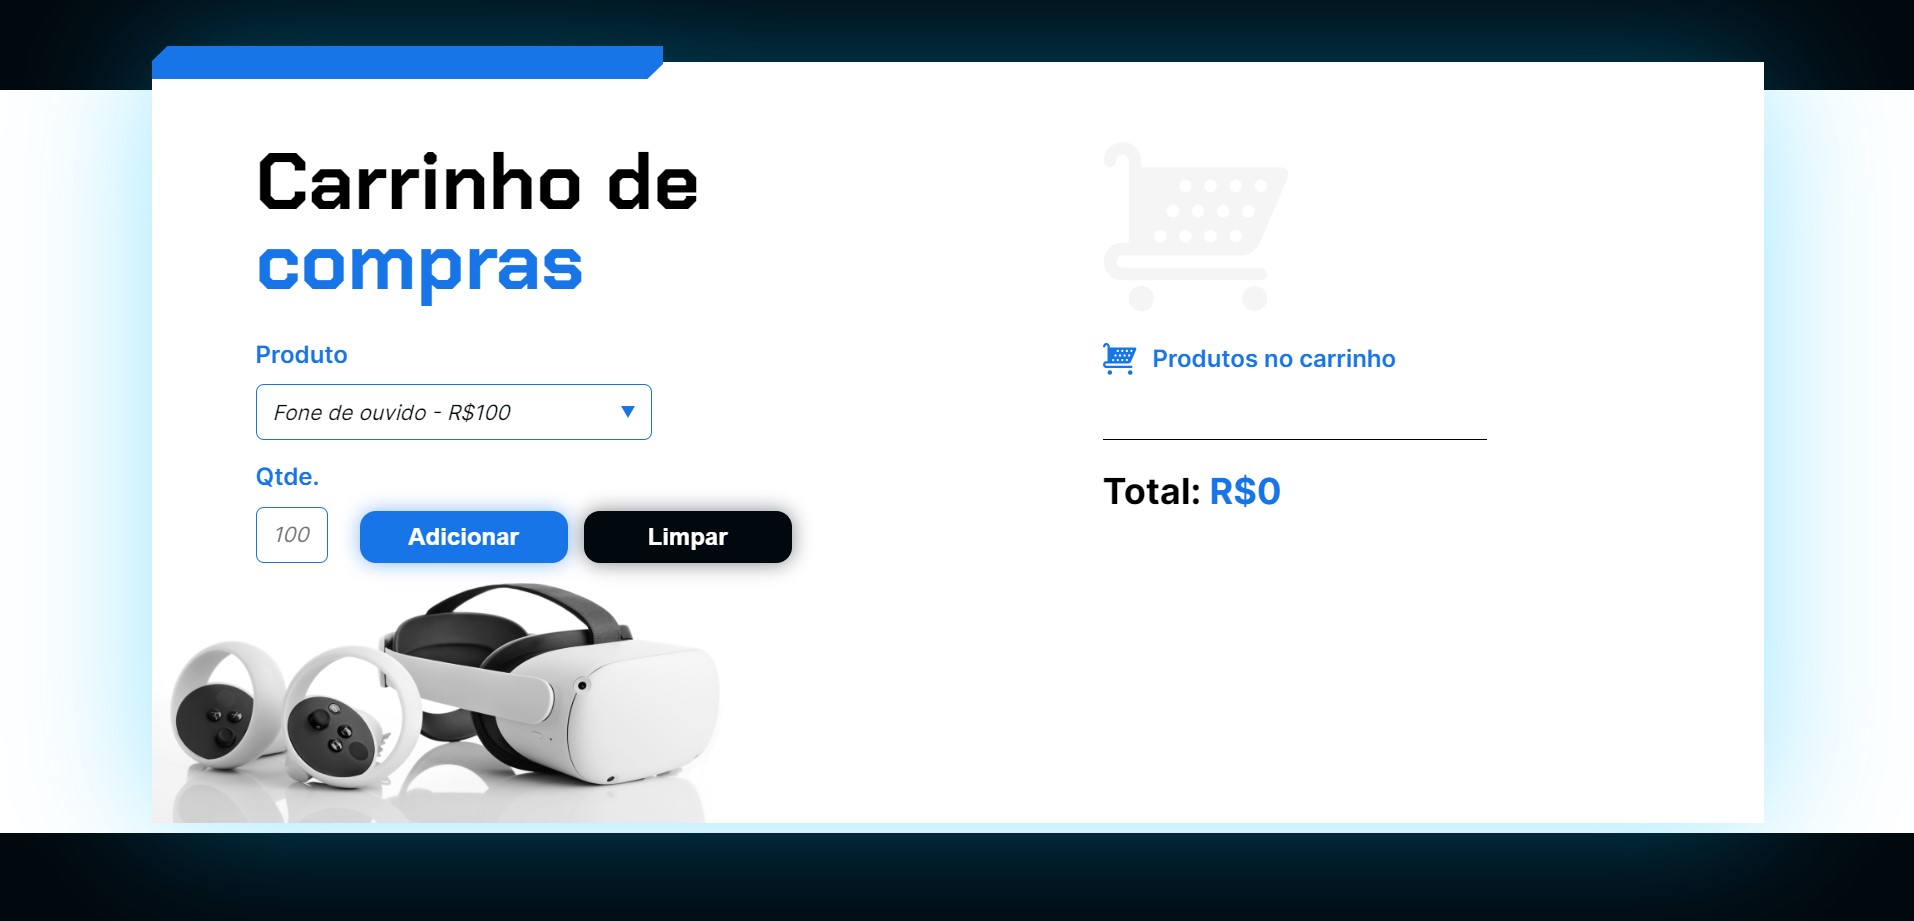 Carrinho de
compras
Produto
Fone de ouvido - R$100
Qtde.
100
Adicionar
Limpar
Produtos no carrinho
Total: R$0